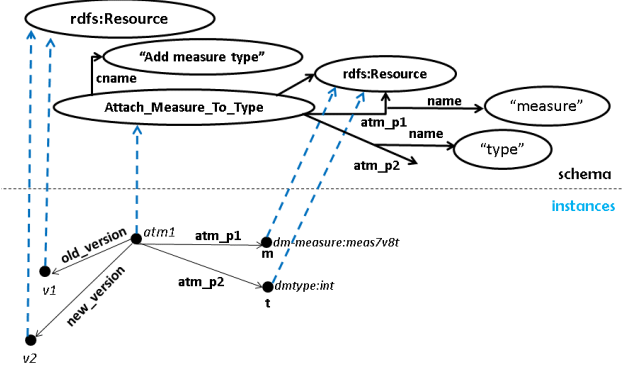 rdfs:Resource
“Add measure type”
cname
rdfs:Resource
Attach_Measure_To_Type
name
“measure”
atm_p1
name
“type”
atm_p2
schema
instances
atm1
atm_p1
old_version
dm-measure:meas7v8t
m
atm_p2
v1
new_version
dmtype:int
t
v2